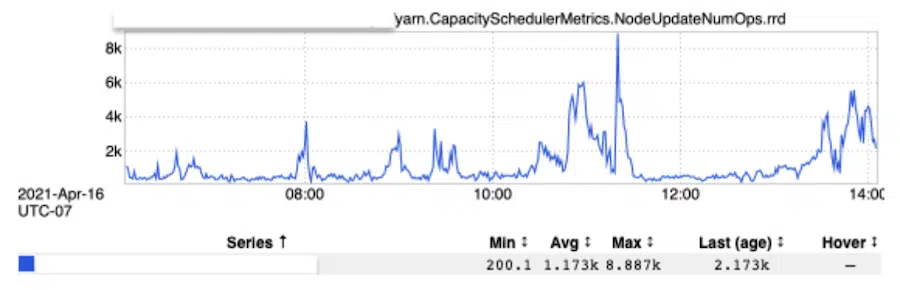 yarn.CapacitySchedulerMetrics.NodeUpdateNumOps.rrd
8k
6k
4k
2k
08:00 10:00 12:00 14:00
2021-Apr-16
UTC-07
Series ↑ Min ↕ Avg ↕ Max ↕ Last (age) ↕ Hover ↕
200.1 1.173k 8.887k 2.173k –